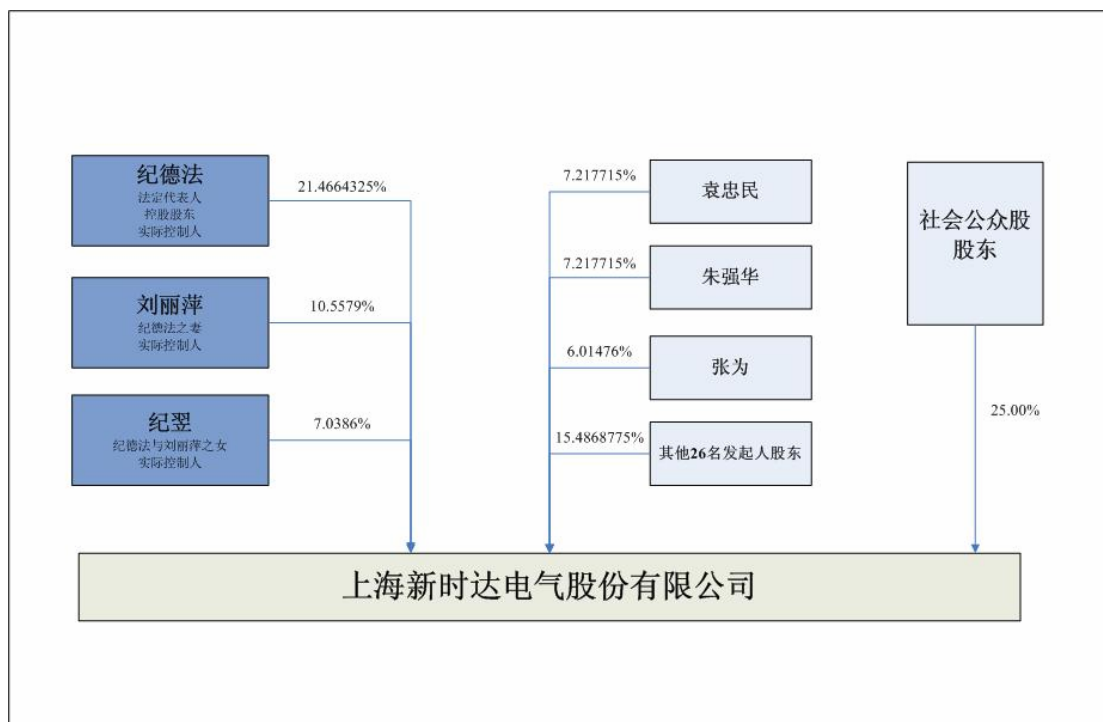 纪德法
法定代表人
控股股东
实际控制人
21.4664325%
刘丽萍
纪德法之妻
实际控制人
10.5579%
纪翌
纪德法与刘丽萍之女
实际控制人
7.0386%
7.217715%
袁忠民
7.217715%
朱强华
6.01476%
张为
15.4868775%
其他26名发起人股东
社会公众股
股东
25.00%
上海新时达电气股份有限公司